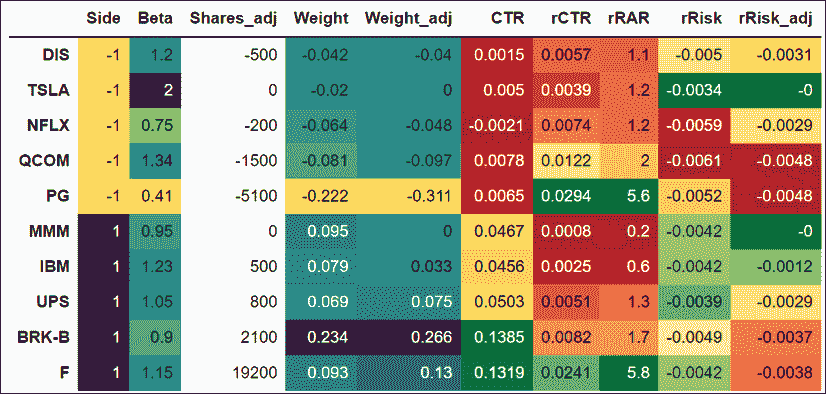 Side Beta Shares_adj Weight Weight_adj CTR rCTR rRAR rRisk rRisk_adj
DIS -1 1.2 -500 -0.042 -0.04 0.0015 0.0057 1.1 -0.005 -0.0031
TSLA -1 2 0 -0.02 0 0.005 0.0039 1.2 -0.0034 -0
NFLX -1 0.75 -200 -0.064 -0.048 -0.0021 0.0074 1.2 -0.0059 -0.0029
QCOM -1 1.34 -1500 -0.081 -0.097 0.0078 0.0122 2 -0.0061 -0.0048
PG -1 0.41 -5100 -0.222 -0.311 0.0065 0.0294 5.6 -0.0052 -0.0048
MMM 1 0.95 0 0.095 0 0.0467 0.0008 0.2 -0.0042 -0
IBM 1 1.23 500 0.079 0.033 0.0456 0.0025 0.6 -0.0042 -0.0012
UPS 1 1.05 800 0.069 0.075 0.0503 0.0051 1.3 -0.0039 -0.0029
BRK-B 1 0.9 2100 0.234 0.266 0.1385 0.0082 1.7 -0.0049 -0.0037
F 1 1.15 19200 0.093 0.13 0.1319 0.0241 5.8 -0.0042 -0.0038